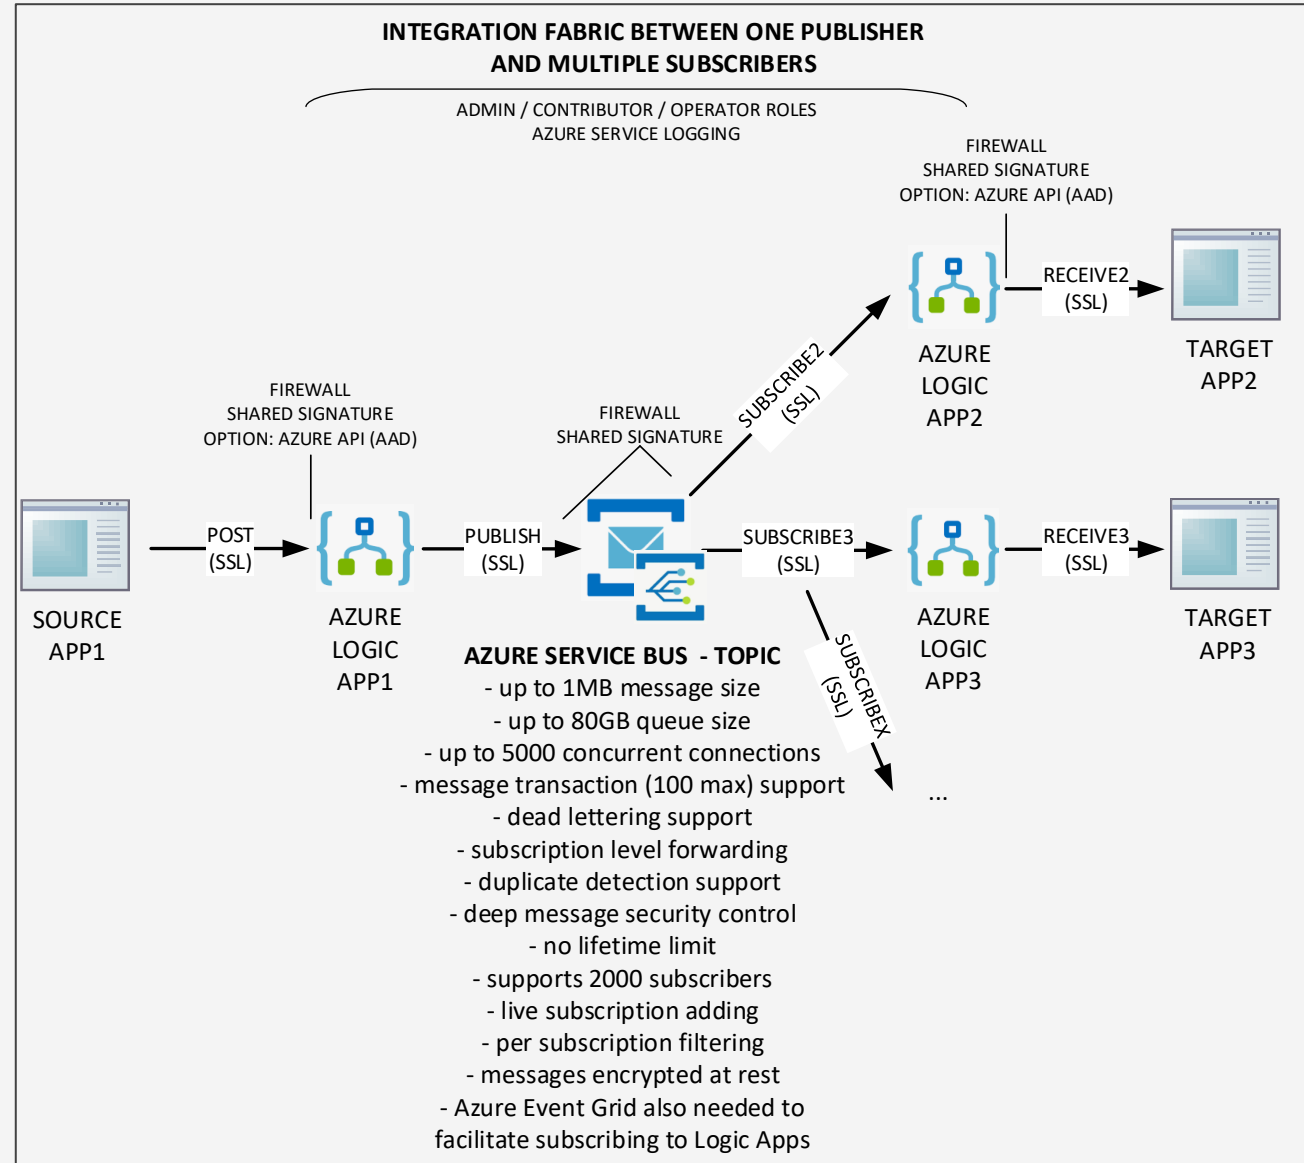 INTEGRATION FABRIC BETWEEN ONE PUBLISHER
AND MULTIPLE SUBSCRIBERS
ADMIN / CONTRIBUTOR / OPERATOR ROLES
AZURE SERVICE LOGGING
FIREWALL
SHARED SIGNATURE
OPTION: AZURE API (AAD)
RECEIVE2
(SSL)
TARGET
APP2
AZURE
LOGIC
APP2
SUBSCRIBE2
(SSL)
FIREWALL
SHARED SIGNATURE
OPTION: AZURE API (AAD)
FIREWALL
SHARED SIGNATURE
SOURCE
APP1
POST
(SSL)
AZURE
LOGIC
APP1
PUBLISH
(SSL)
SUBSCRIBE3
(SSL)
AZURE
LOGIC
APP3
RECEIVE3
(SSL)
TARGET
APP3
SUBSCRIBEX
(SSL)
...
AZURE SERVICE BUS - TOPIC
- up to 1MB message size
- up to 80GB queue size
- up to 5000 concurrent connections
- message transaction (100 max) support
- dead lettering support
- subscription level forwarding
- duplicate detection support
- deep message security control
- no lifetime limit
- supports 2000 subscribers
- live subscription adding
- per subscription filtering
- messages encrypted at rest
- Azure Event Grid also needed to
facilitate subscribing to Logic Apps